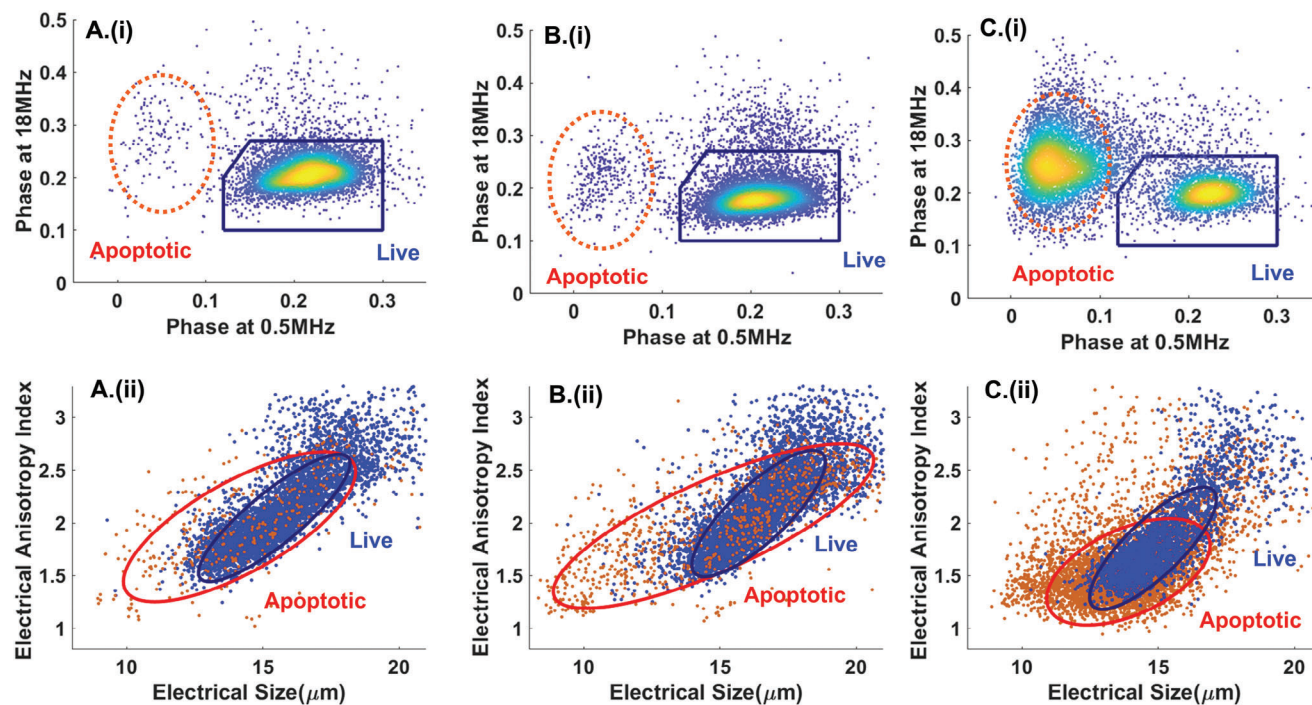 A.(i)
Phase at 18MHz
0.5
0.4
0.3
0.2
0.1
0
Apoptotic
Live
0
0.1
0.2
0.3
Phase at 0.5MHz
B.(i)
Phase at 18MHz
0.5
0.4
0.3
0.2
0.1
0
Apoptotic
Live
0
0.1
0.2
0.3
Phase at 0.5MHz
C.(i)
Phase at 18MHz
0.5
0.4
0.3
0.2
0.1
0
Apoptotic
Live
0
0.1
0.2
0.3
Phase at 0.5MHz
A.(ii)
Electrical Anisotropy Index
3
2.5
2
1.5
1
Live
Apoptotic
10
15
20
Electrical Size(μm)
B.(ii)
Electrical Anisotropy Index
3
2.5
2
1.5
1
Live
Apoptotic
10
15
20
Electrical Size(μm)
C.(ii)
Electrical Anisotropy Index
3
2.5
2
1.5
1
Live
Apoptotic
10
15
20
Electrical Size(μm)